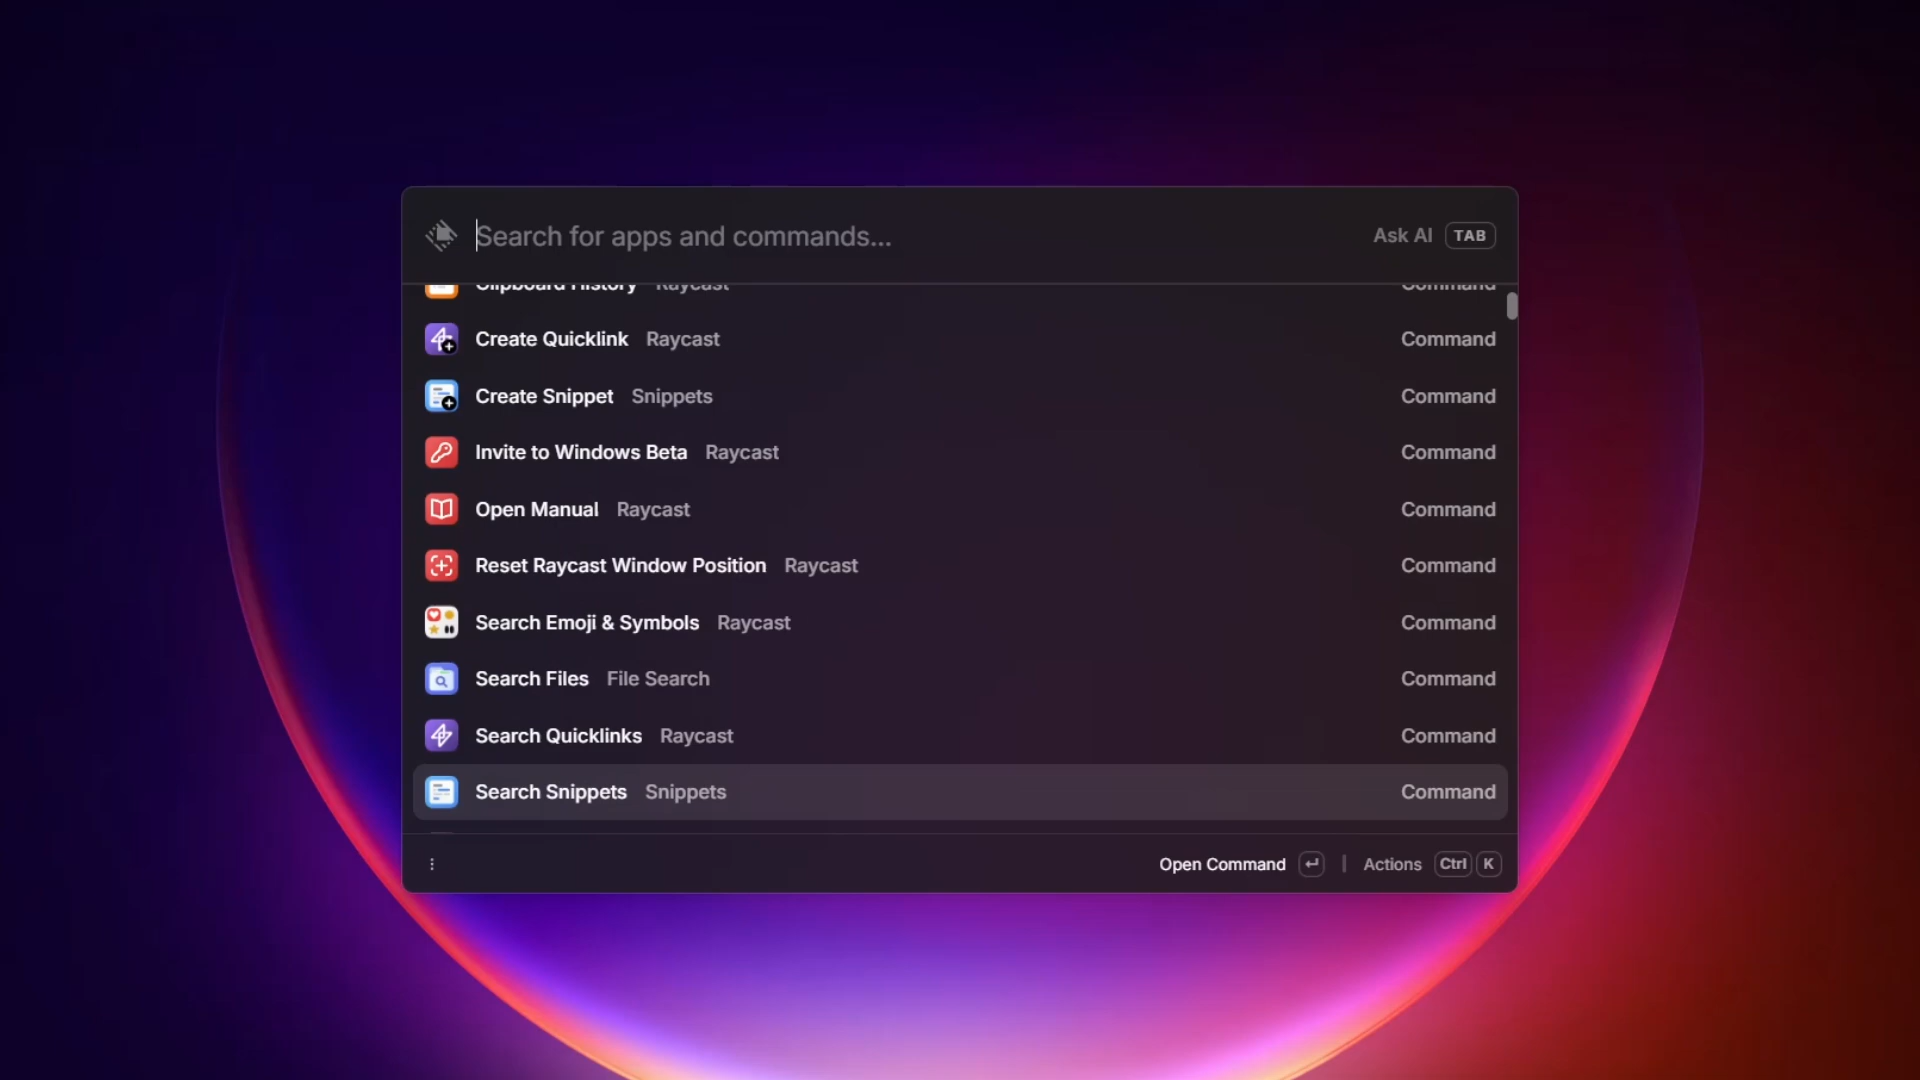 Search for apps and commands... Ask AI TAB
Clipboard History Raycast Command
Create Quicklink Raycast Command
Create Snippet Snippets Command
Invite to Windows Beta Raycast Command
Open Manual Raycast Command
Reset Raycast Window Position Raycast Command
Search Emoji & Symbols Raycast Command
Search Files File Search Command
Search Quicklinks Raycast Command
Search Snippets Snippets Command
Open Command Actions Ctrl K